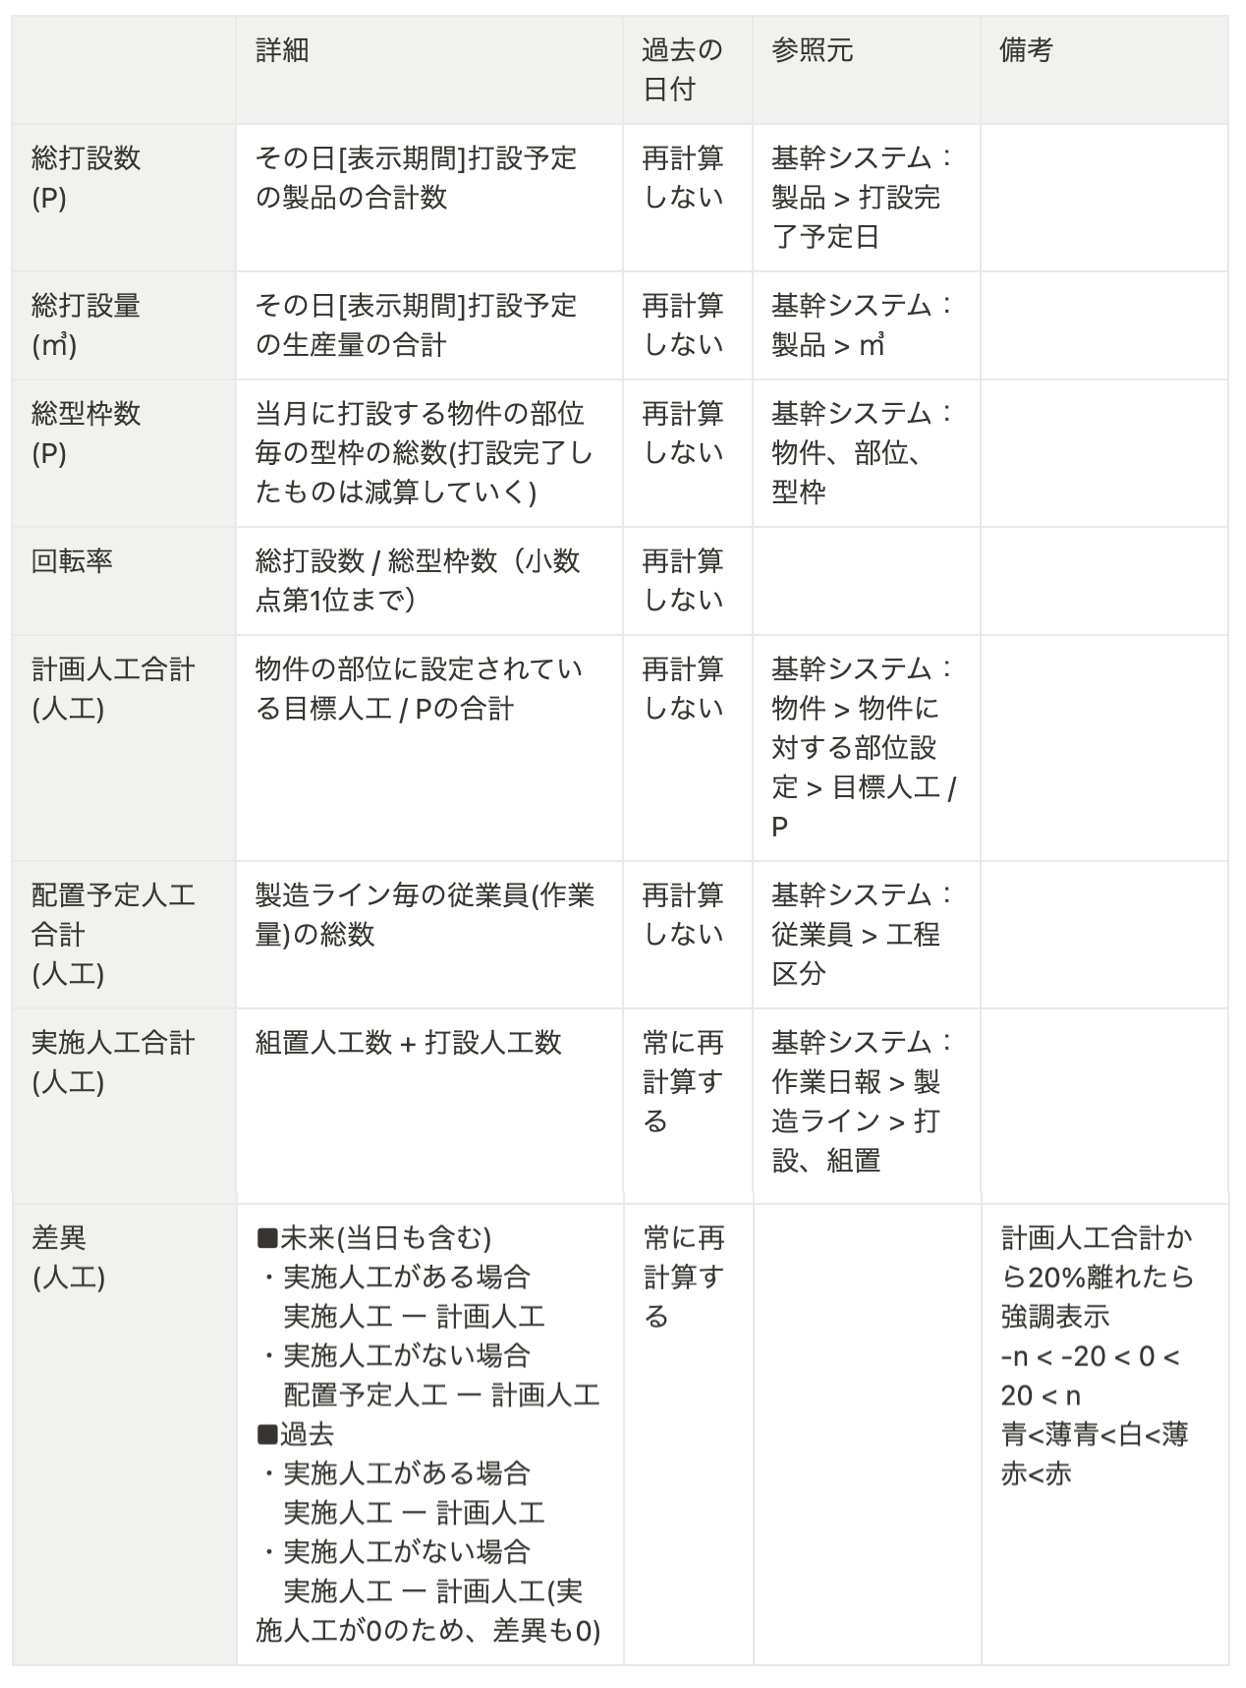 詳細
過去の
日付
参照元
備考
総打設数
(P)
その日[表示期間]打設予定
の製品の合計数
再計算
しない
基幹システム：
製品 > 打設完
了予定日
総打設量
(㎥)
その日[表示期間]打設予定
の生産量の合計
再計算
しない
基幹システム：
製品 > ㎥
総型枠数
(P)
当月に打設する物件の部位
毎の型枠の総数(打設完了し
たものは減算していく)
再計算
しない
基幹システム：
物件、部位、
型枠
回転率
総打設数 / 総型枠数（小数
点第1位まで）
再計算
しない
計画人工合計
(人工)
物件の部位に設定されてい
る目標人工 / Pの合計
再計算
しない
基幹システム：
物件 > 物件に
対する部位設
定 > 目標人工 /
P
配置予定人工
合計
(人工)
製造ライン毎の従業員(作業
量)の総数
再計算
しない
基幹システム：
従業員 > 工程
区分
実施人工合計
(人工)
組置人工数 + 打設人工数
常に再
計算す
る
基幹システム：
作業日報 > 製
造ライン > 打
設、組置
差異
(人工)
■未来(当日も含む)
・実施人工がある場合
実施人工 ー 計画人工
・実施人工がない場合
配置予定人工 ー 計画人工
■過去
・実施人工がある場合
実施人工 ー 計画人工
・実施人工がない場合
実施人工 ー 計画人工(実
施人工が0のため、差異も0)
常に再
計算す
る
計画人工合計か
ら20%離れたら
強調表示
-n < -20 < 0 <
20 < n
青<薄青<白<薄
赤<赤